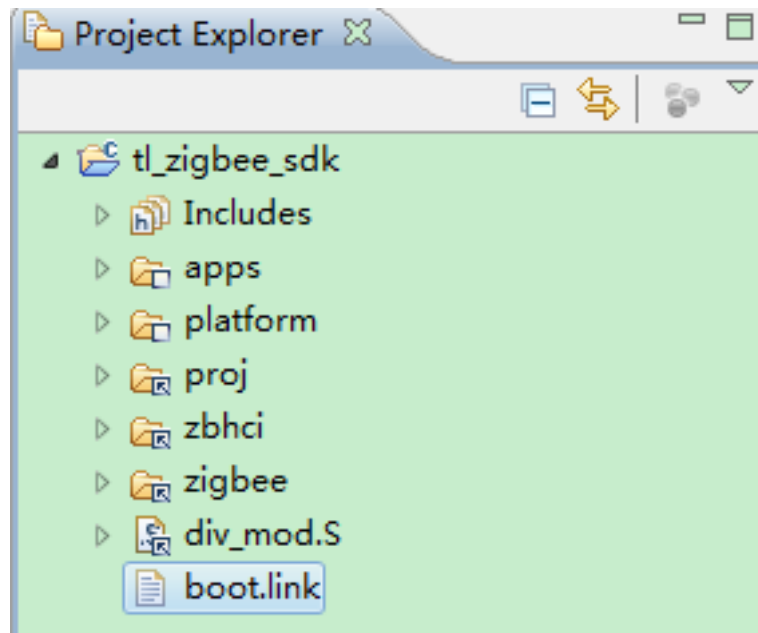 Project Explorer
tl_zigbee_sdk
Includes
apps
platform
proj
zbhci
zigbee
div_mod.S
boot.link